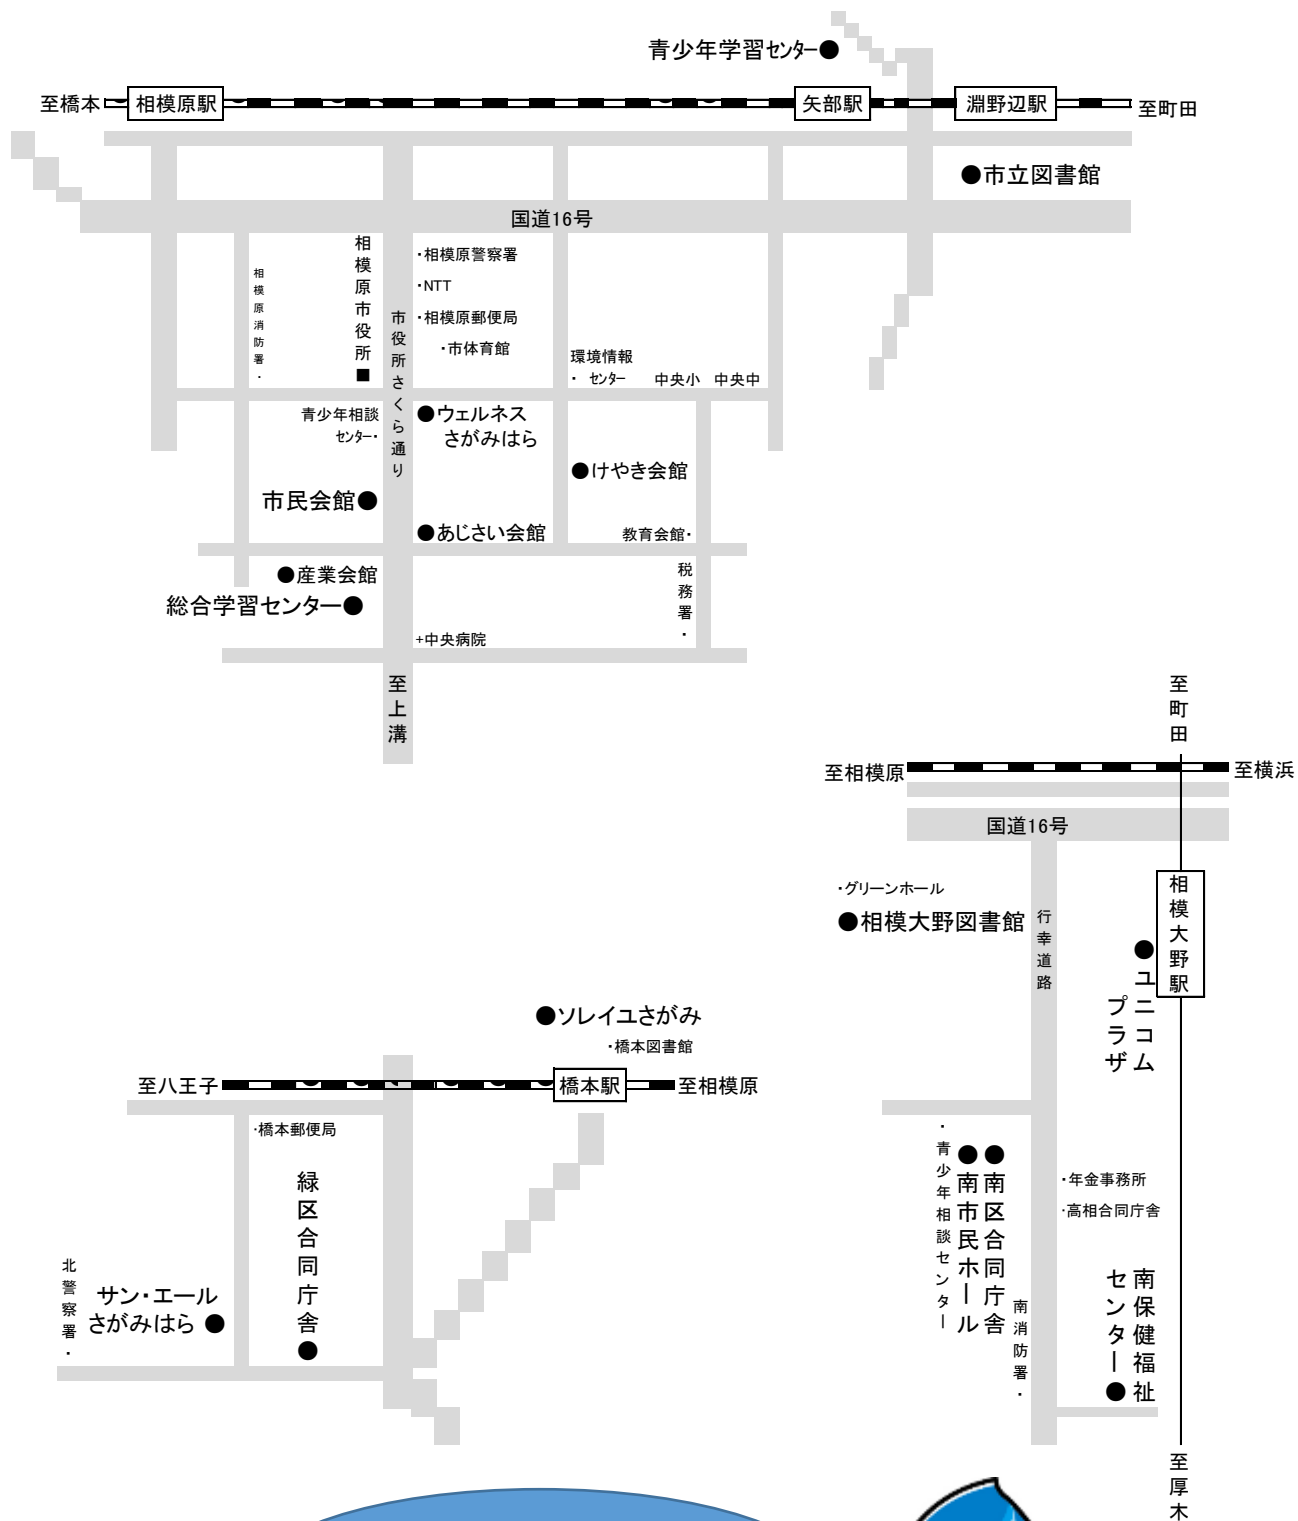 青少年学習センター●
至橋本
相模原駅
矢部駅
淵野辺駅
至町田
●市立図書館
国道16号
相模原消防署・
相模原市役所■
市役所さくら通り
・相模原警察署
・NTT
・相模原郵便局
・市体育館
環境情報
・ センター
中央小
中央中
青少年相談
センター・
●ウェルネス
さがみはら
●けやき会館
市民会館●
●あじさい会館
教育会館・
●産業会館
税務署・
総合学習センター●
+中央病院
至上溝
至町田
至相模原
至横浜
国道16号
・グリーンホール
●相模大野図書館
行幸道路
相模大野駅
●ユニコム
プラザ
●ソレイユさがみ
・橋本図書館
至八王子
橋本駅
至相模原
・橋本郵便局
緑区合同庁舎●
北警察署・
サン・エール
さがみはら ●
・青少年相談センター
●南市民ホール
●南区合同庁舎
・年金事務所
・高相合同庁舎
南消防署・
南保健福祉
センター●
至厚木